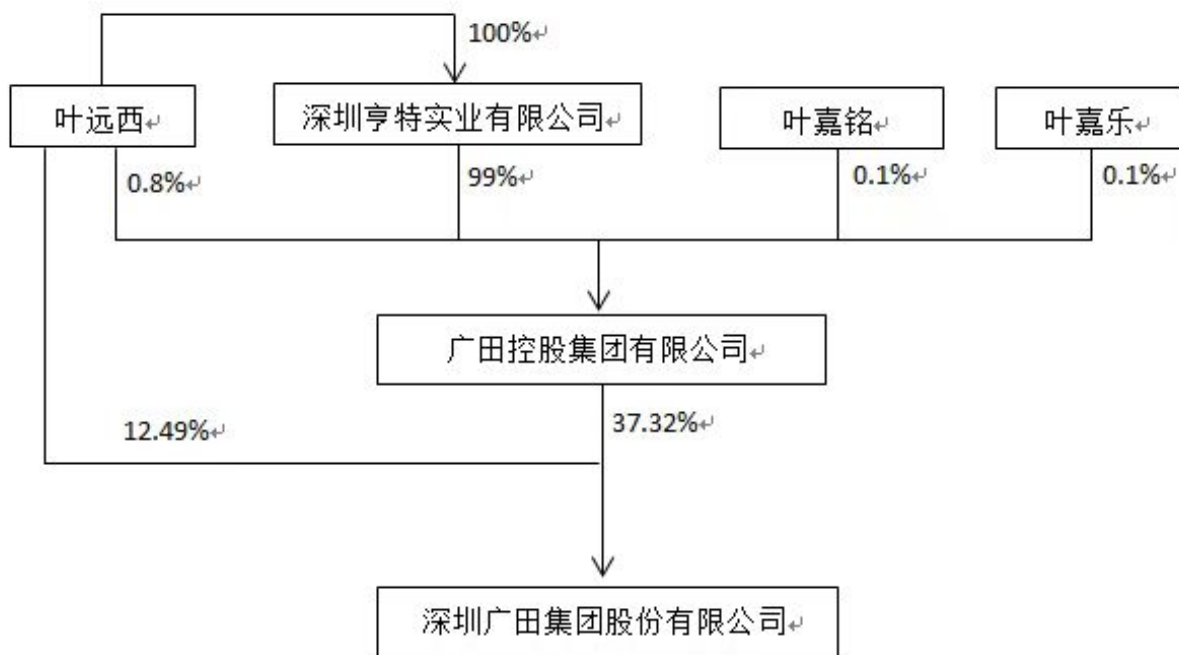 100%↵
叶远西↵
深圳亨特实业有限公司↵
叶嘉铭↵
叶嘉乐↵
0.8%↵
99%↵
0.1%↵
0.1%↵
广田控股集团有限公司↵
12.49%↵
37.32%↵
深圳广田集团股份有限公司↵